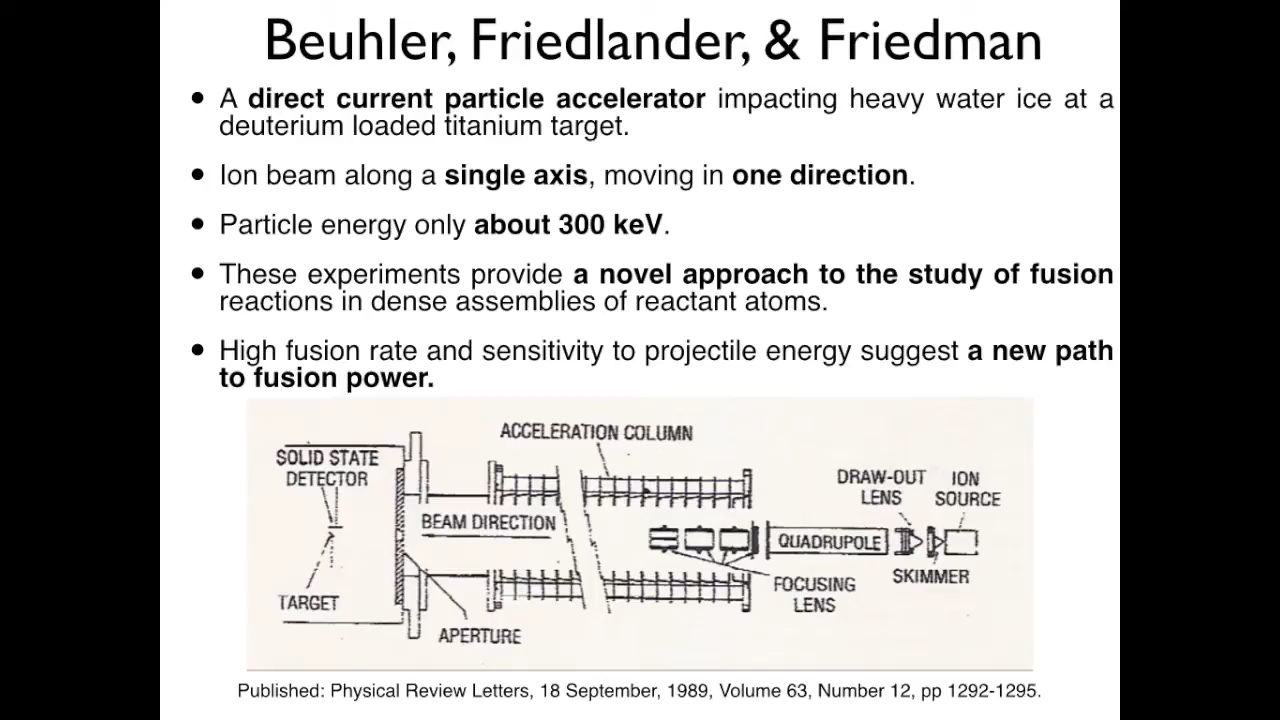 Beuhler, Friedlander, & Friedman
• A direct current particle accelerator impacting heavy water ice at a
deuterium loaded titanium target.
• Ion beam along a single axis, moving in one direction.
• Particle energy only about 300 keV.
• These experiments provide a novel approach to the study of fusion
reactions in dense assemblies of reactant atoms.
• High fusion rate and sensitivity to projectile energy suggest a new path
to fusion power.
ACCELERATION COLUMN
SOLID STATE
DETECTOR
DRAW-OUT
LENS
ION
SOURCE
BEAM DIRECTION
QUADRUPOLE
SKIMMER
FOCUSING
LENS
TARGET
APERTURE
Published: Physical Review Letters, 18 September, 1989, Volume 63, Number 12, pp 1292-1295.